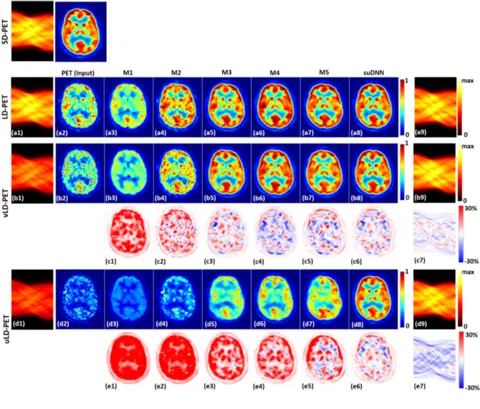 SD-PET
PET (Input) M1 M2 M3 M4 M5 suDNN
LD-PET
(a1) (a2) (a3) (a4) (a5) (a6) (a7) (a8) 1 0 (a9) max 0
vLD-PET
(b1) (b2) (b3) (b4) (b5) (b6) (b7) (b8) 1 0 (b9) max 0
(c1) (c2) (c3) (c4) (c5) (c6) (c7) 30% -30%
uLD-PET
(d1) (d2) (d3) (d4) (d5) (d6) (d7) (d8) 1 0 (d9) max 0
(e1) (e2) (e3) (e4) (e5) (e6) (e7) 30% -30%